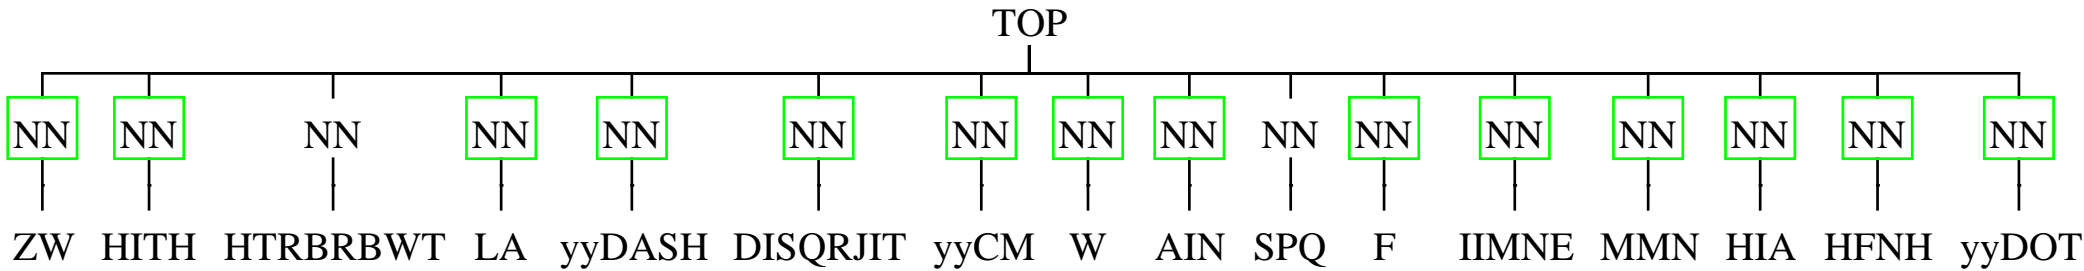 TOP
NN NN NN NN NN NN NN NN NN NN NN NN NN NN NN NN
ZW HITH HTRBRBWT LA yyDASH DISQRJIT yyCM W AIN SPQ F IIMNE MMN HIA HFNH yyDOT